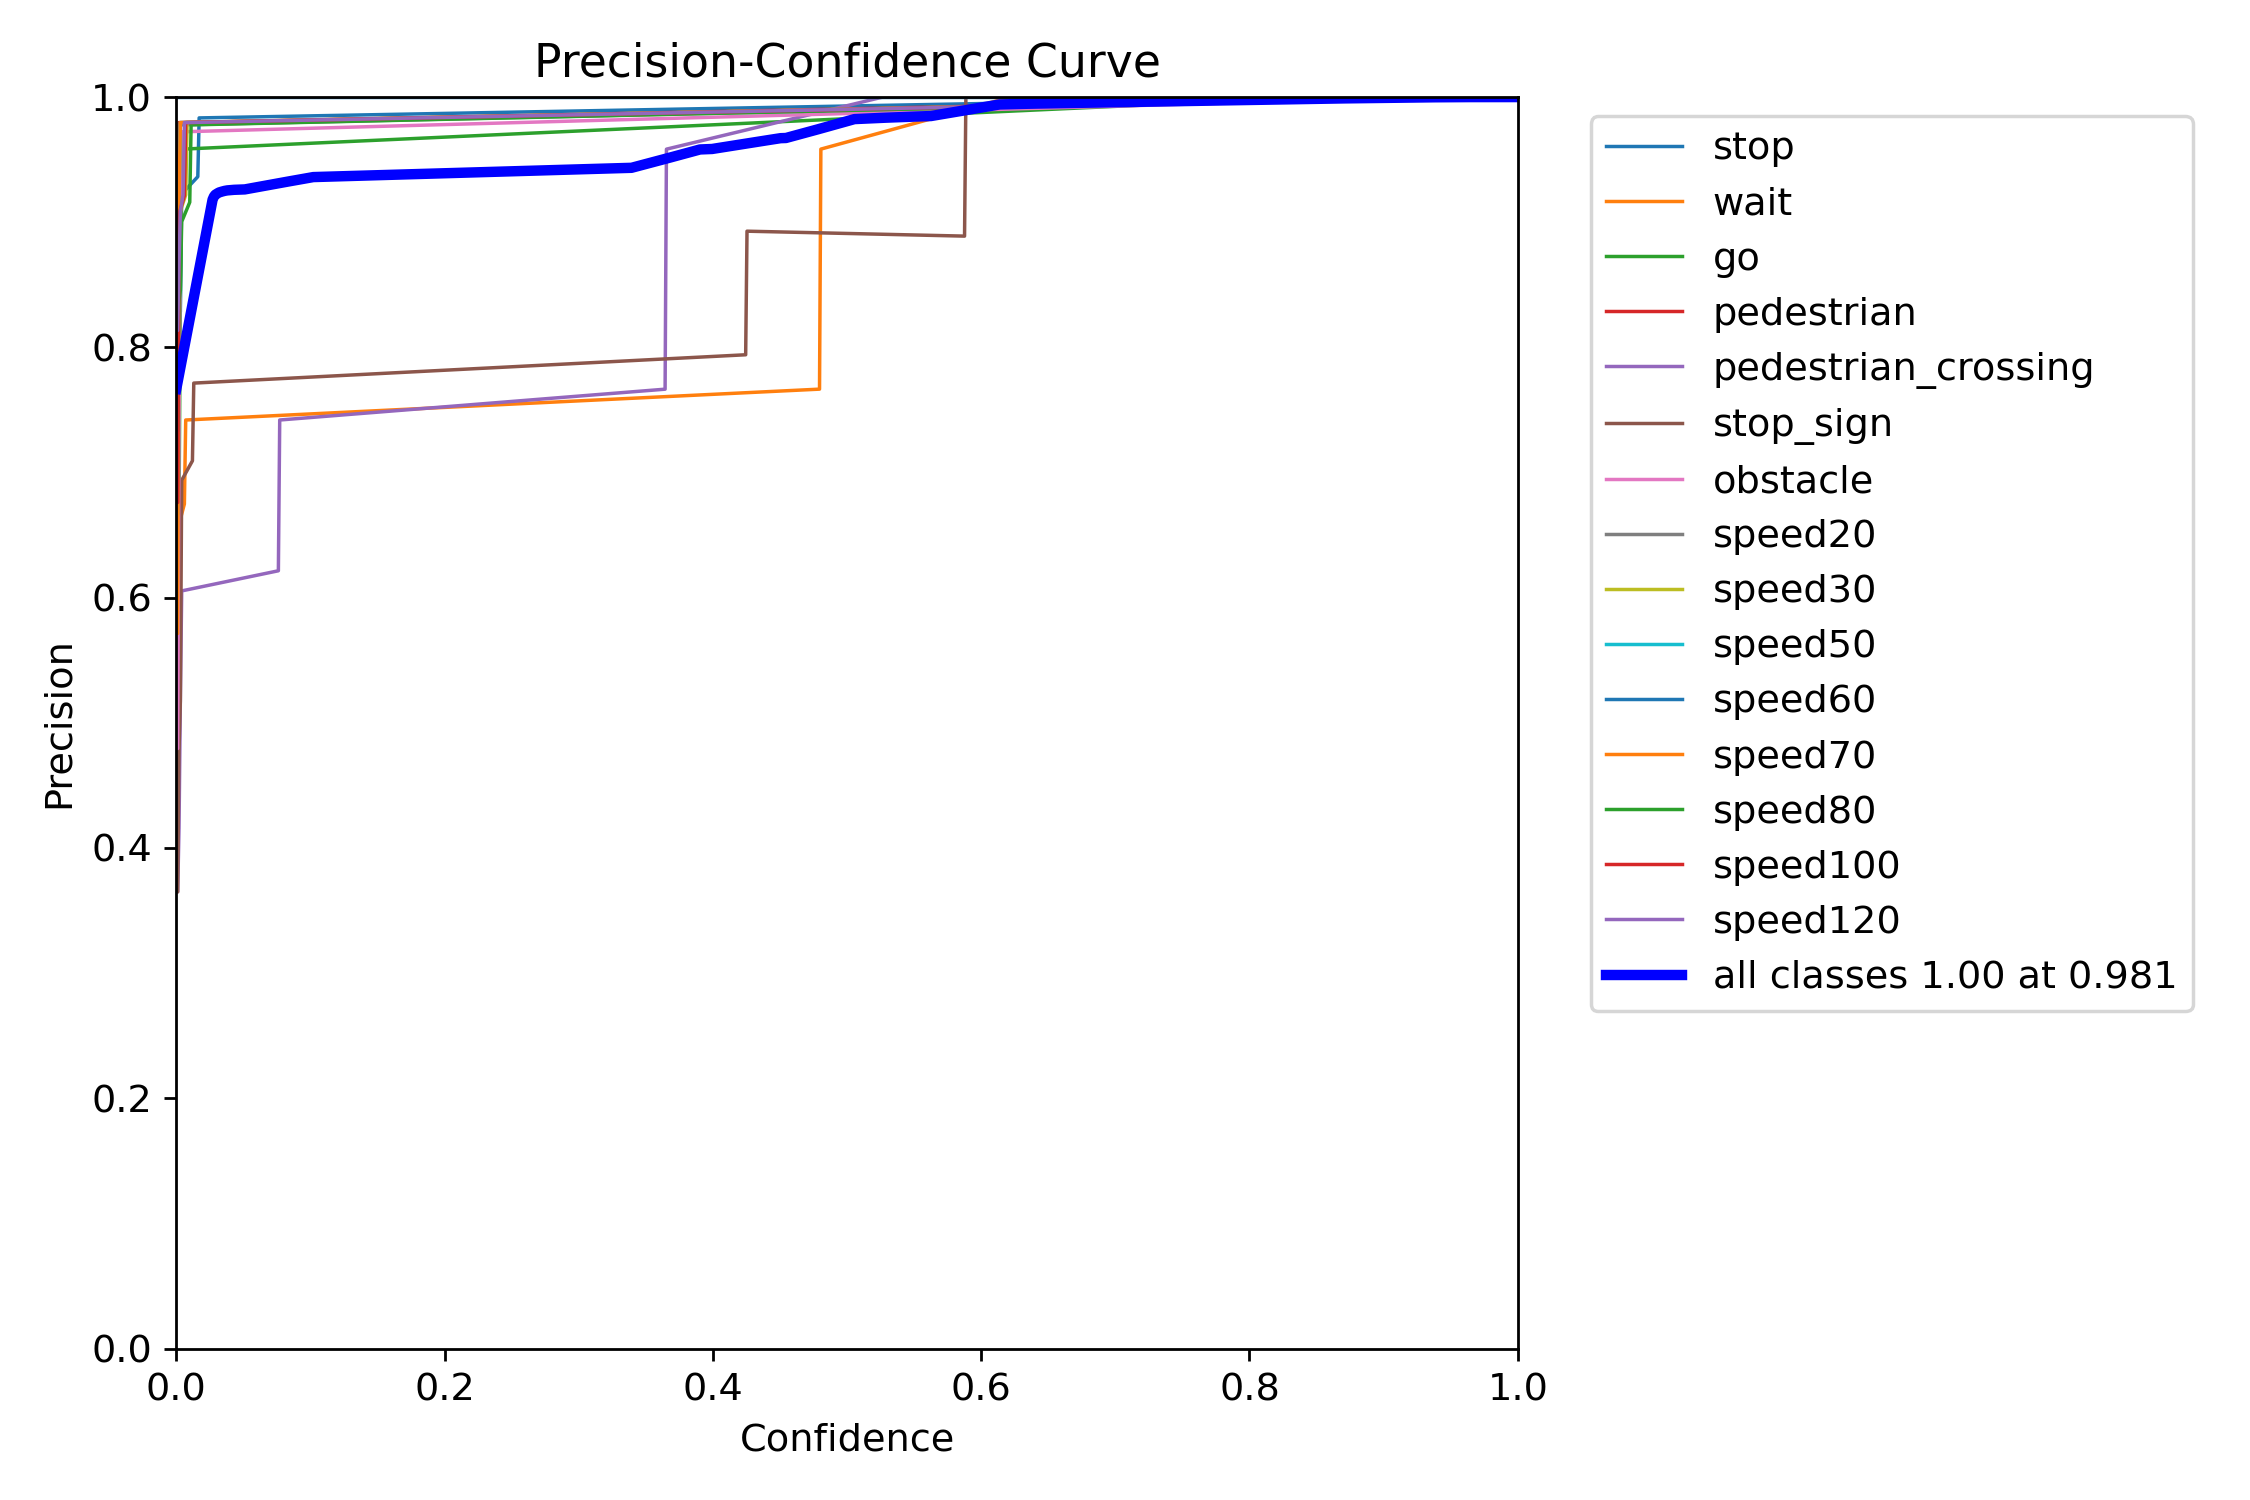 Precision-Confidence Curve
1.0
0.8
0.6
0.4
0.2
0.0
Precision
0.0 0.2 0.4 0.6 0.8 1.0
Confidence
stop
wait
go
pedestrian
pedestrian_crossing
stop_sign
obstacle
speed20
speed30
speed50
speed60
speed70
speed80
speed100
speed120
all classes 1.00 at 0.981